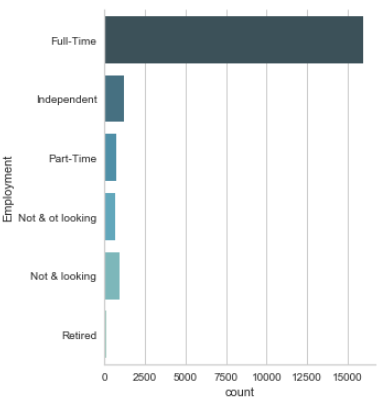 Full-Time
Independent
Part-Time
Not & ot looking
Not & looking
Retired
Employment
0 2500 5000 7500 10000 12500 15000
count